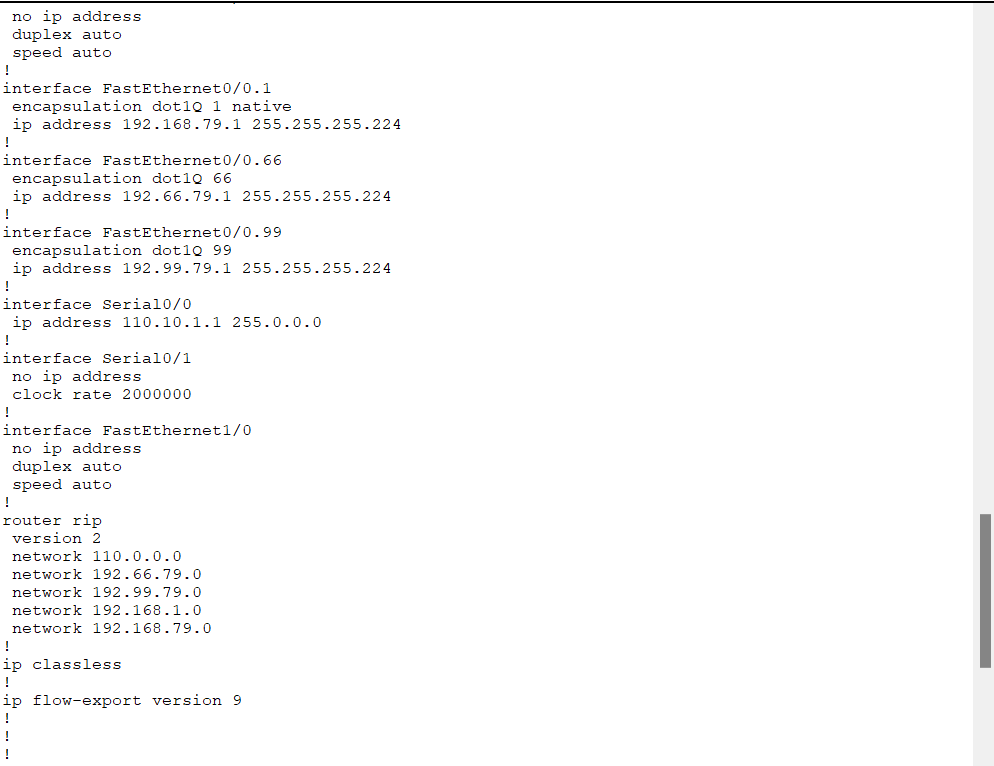 no ip address
duplex auto
speed auto
!
interface FastEthernet0/0.1
encapsulation dot1Q 1 native
ip address 192.168.79.1 255.255.255.224
!
interface FastEthernet0/0.66
encapsulation dot1Q 66
ip address 192.66.79.1 255.255.255.224
!
interface FastEthernet0/0.99
encapsulation dot1Q 99
ip address 192.99.79.1 255.255.255.224
!
interface Serial0/0
ip address 110.10.1.1 255.0.0.0
!
interface Serial0/1
no ip address
clock rate 2000000
!
interface FastEthernet1/0
no ip address
duplex auto
speed auto
!
router rip
version 2
network 110.0.0.0
network 192.66.79.0
network 192.99.79.0
network 192.168.1.0
network 192.168.79.0
!
ip classless
!
ip flow-export version 9
!
!
!